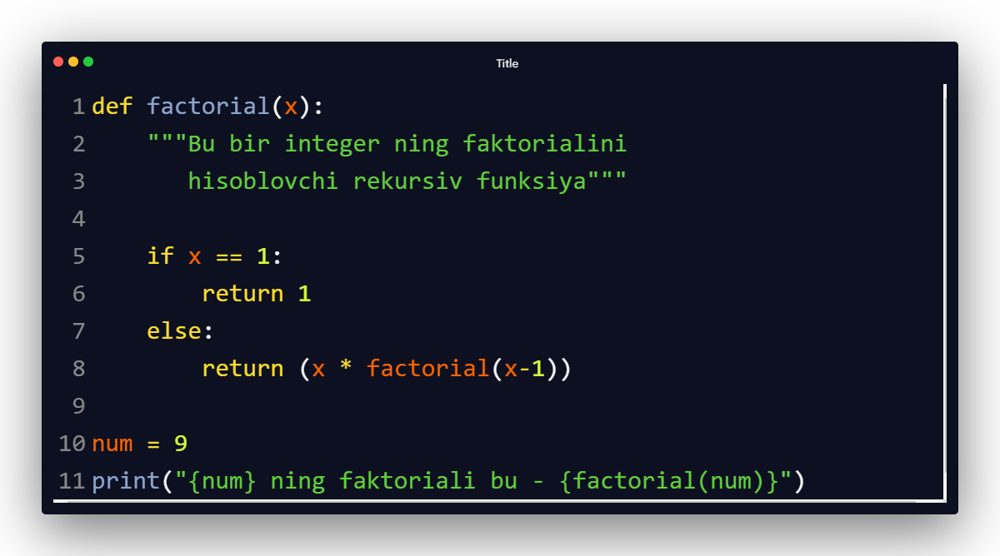 Title
1 def factorial(x):
2     """Bu bir integer ning faktorialini
3        hisoblovchi rekursiv funksiya"""
4
5     if x == 1:
6         return 1
7     else:
8         return (x * factorial(x-1))
9
10 num = 9
11 print("{num} ning faktoriali bu - {factorial(num)}")